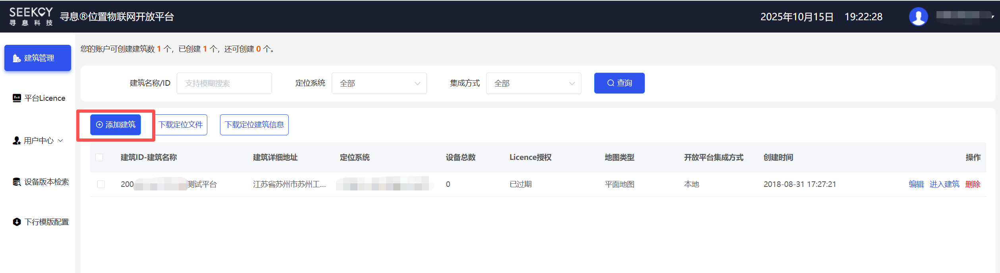 SEEKCY
寻息科技
寻息®位置物联网开放平台
2025年10月15日 19:22:28
建筑管理
平台Licence
用户中心
设备版本检索
下行模版配置
您的账户可创建建筑数 1 个，已创建 1 个，还可创建 0 个。
建筑名称/ID 支持模糊搜索 定位系统 全部 集成方式 全部 查询
添加建筑 下载定位文件 下载定位建筑信息
建筑ID-建筑名称 建筑详细地址 定位系统 设备总数 Licence授权 地图类型 开放平台集成方式 创建时间 操作
200 测试平台 江苏省苏州市苏州工... 0 已过期 平面地图 本地 2018-08-31 17:27:21 编辑 进入建筑 删除